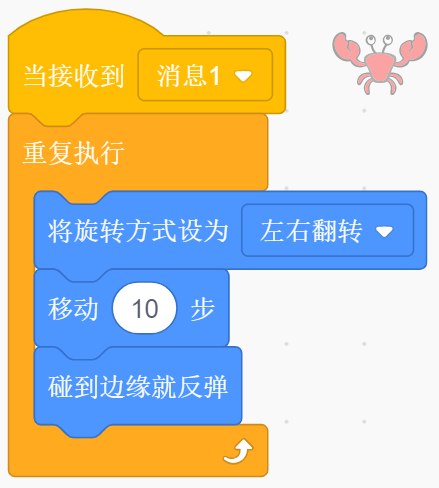 当接收到 消息1
重复执行
将旋转方式设为 左右翻转
移动 10 步
碰到边缘就反弹